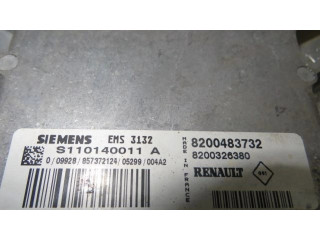 SIEMENS EMS 3132
S110140011 A
0/09928/857372124/05299/004A2
MADE IN FRANCE
8200483732
8200326380
RENAULT